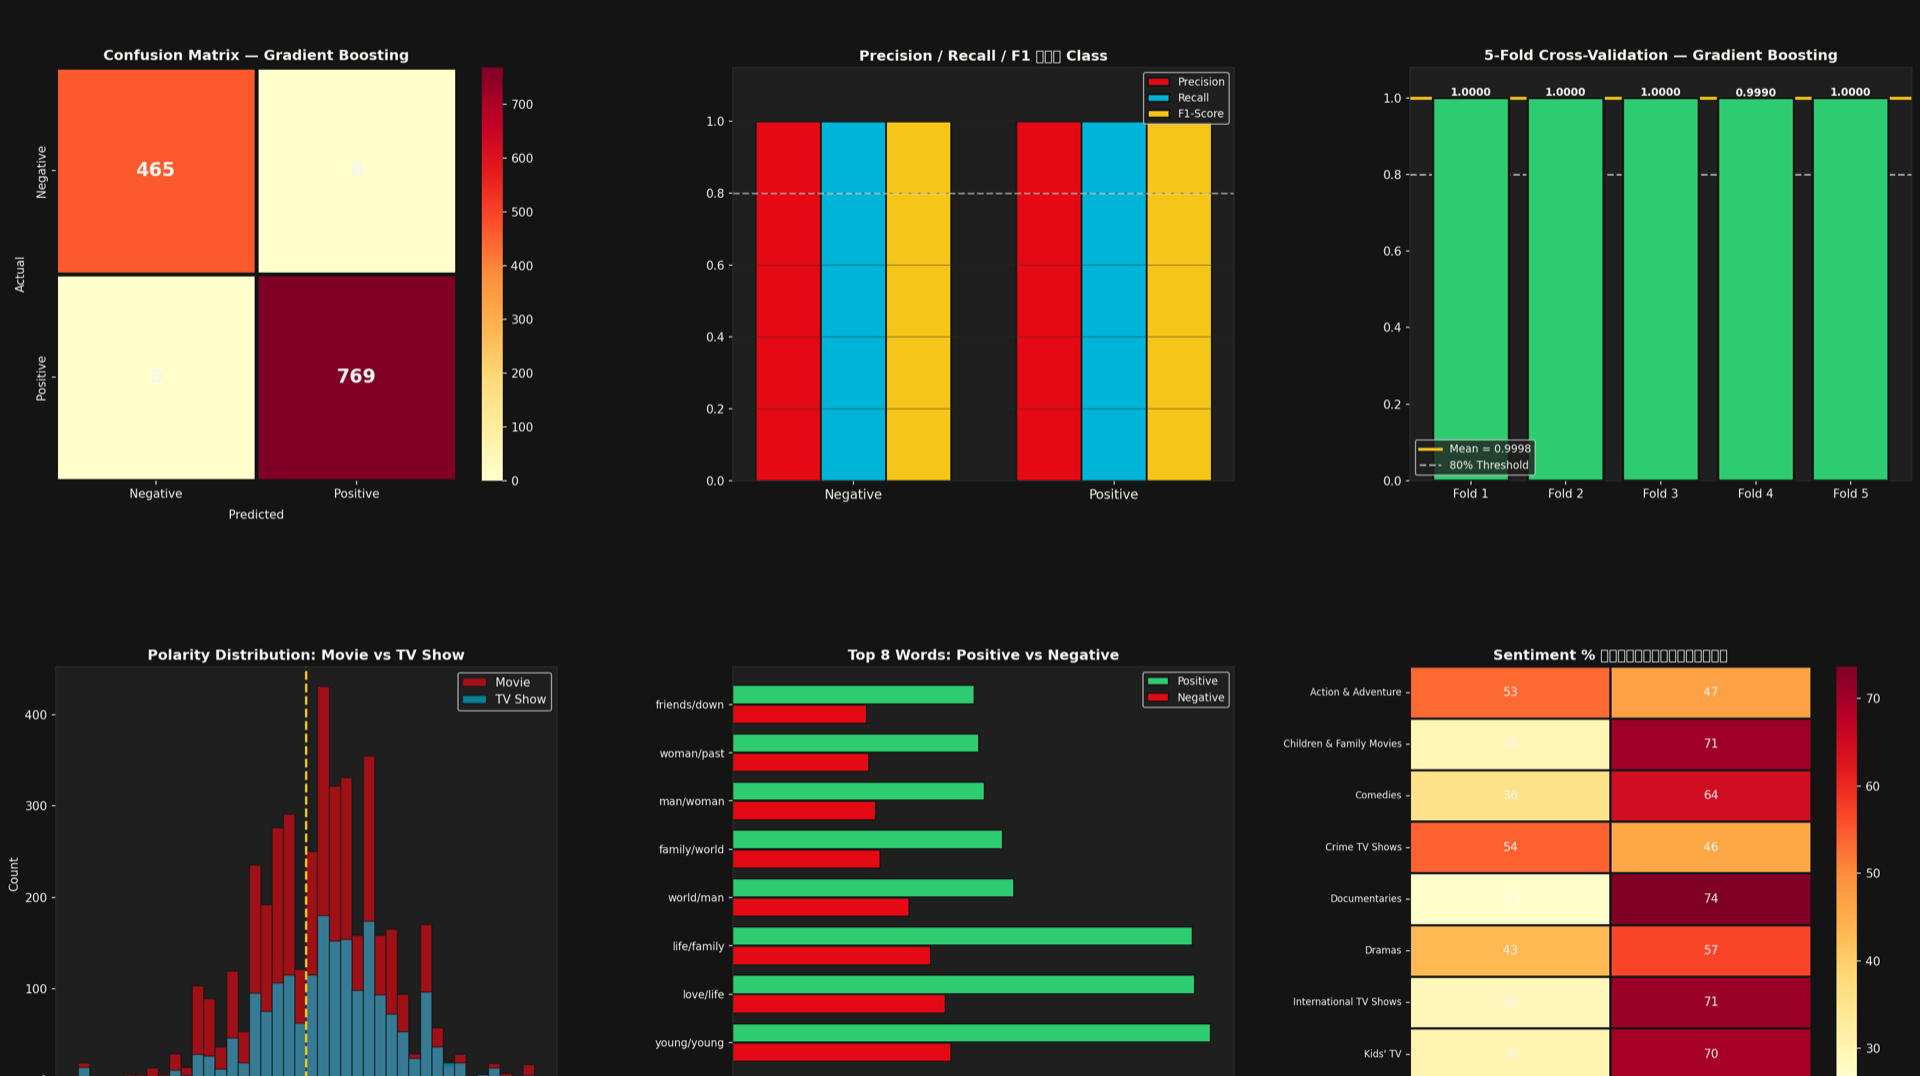 Confusion Matrix — Gradient Boosting
Negative
Positive
Actual
465
0
0
769
Negative
Positive
Predicted
700
600
500
400
300
200
100
0
Precision / Recall / F1 □□□ Class
Precision
Recall
F1-Score
1.0
0.8
0.6
0.4
0.2
0.0
Negative
Positive
5-Fold Cross-Validation — Gradient Boosting
1.0000
1.0000
1.0000
0.9990
1.0000
1.0
0.8
0.6
0.4
0.2
0.0
Mean = 0.9998
80% Threshold
Fold 1
Fold 2
Fold 3
Fold 4
Fold 5
Polarity Distribution: Movie vs TV Show
Movie
TV Show
Count
400
300
200
100
Top 8 Words: Positive vs Negative
Positive
Negative
friends/down
woman/past
man/woman
family/world
world/man
life/family
love/life
young/young
Sentiment % □□□□□□□□□□□□□□□
Action & Adventure
53
47
Children & Family Movies
71
Comedies
36
64
Crime TV Shows
54
46
Documentaries
74
Dramas
43
57
International TV Shows
71
Kids' TV
70
70
60
50
40
30